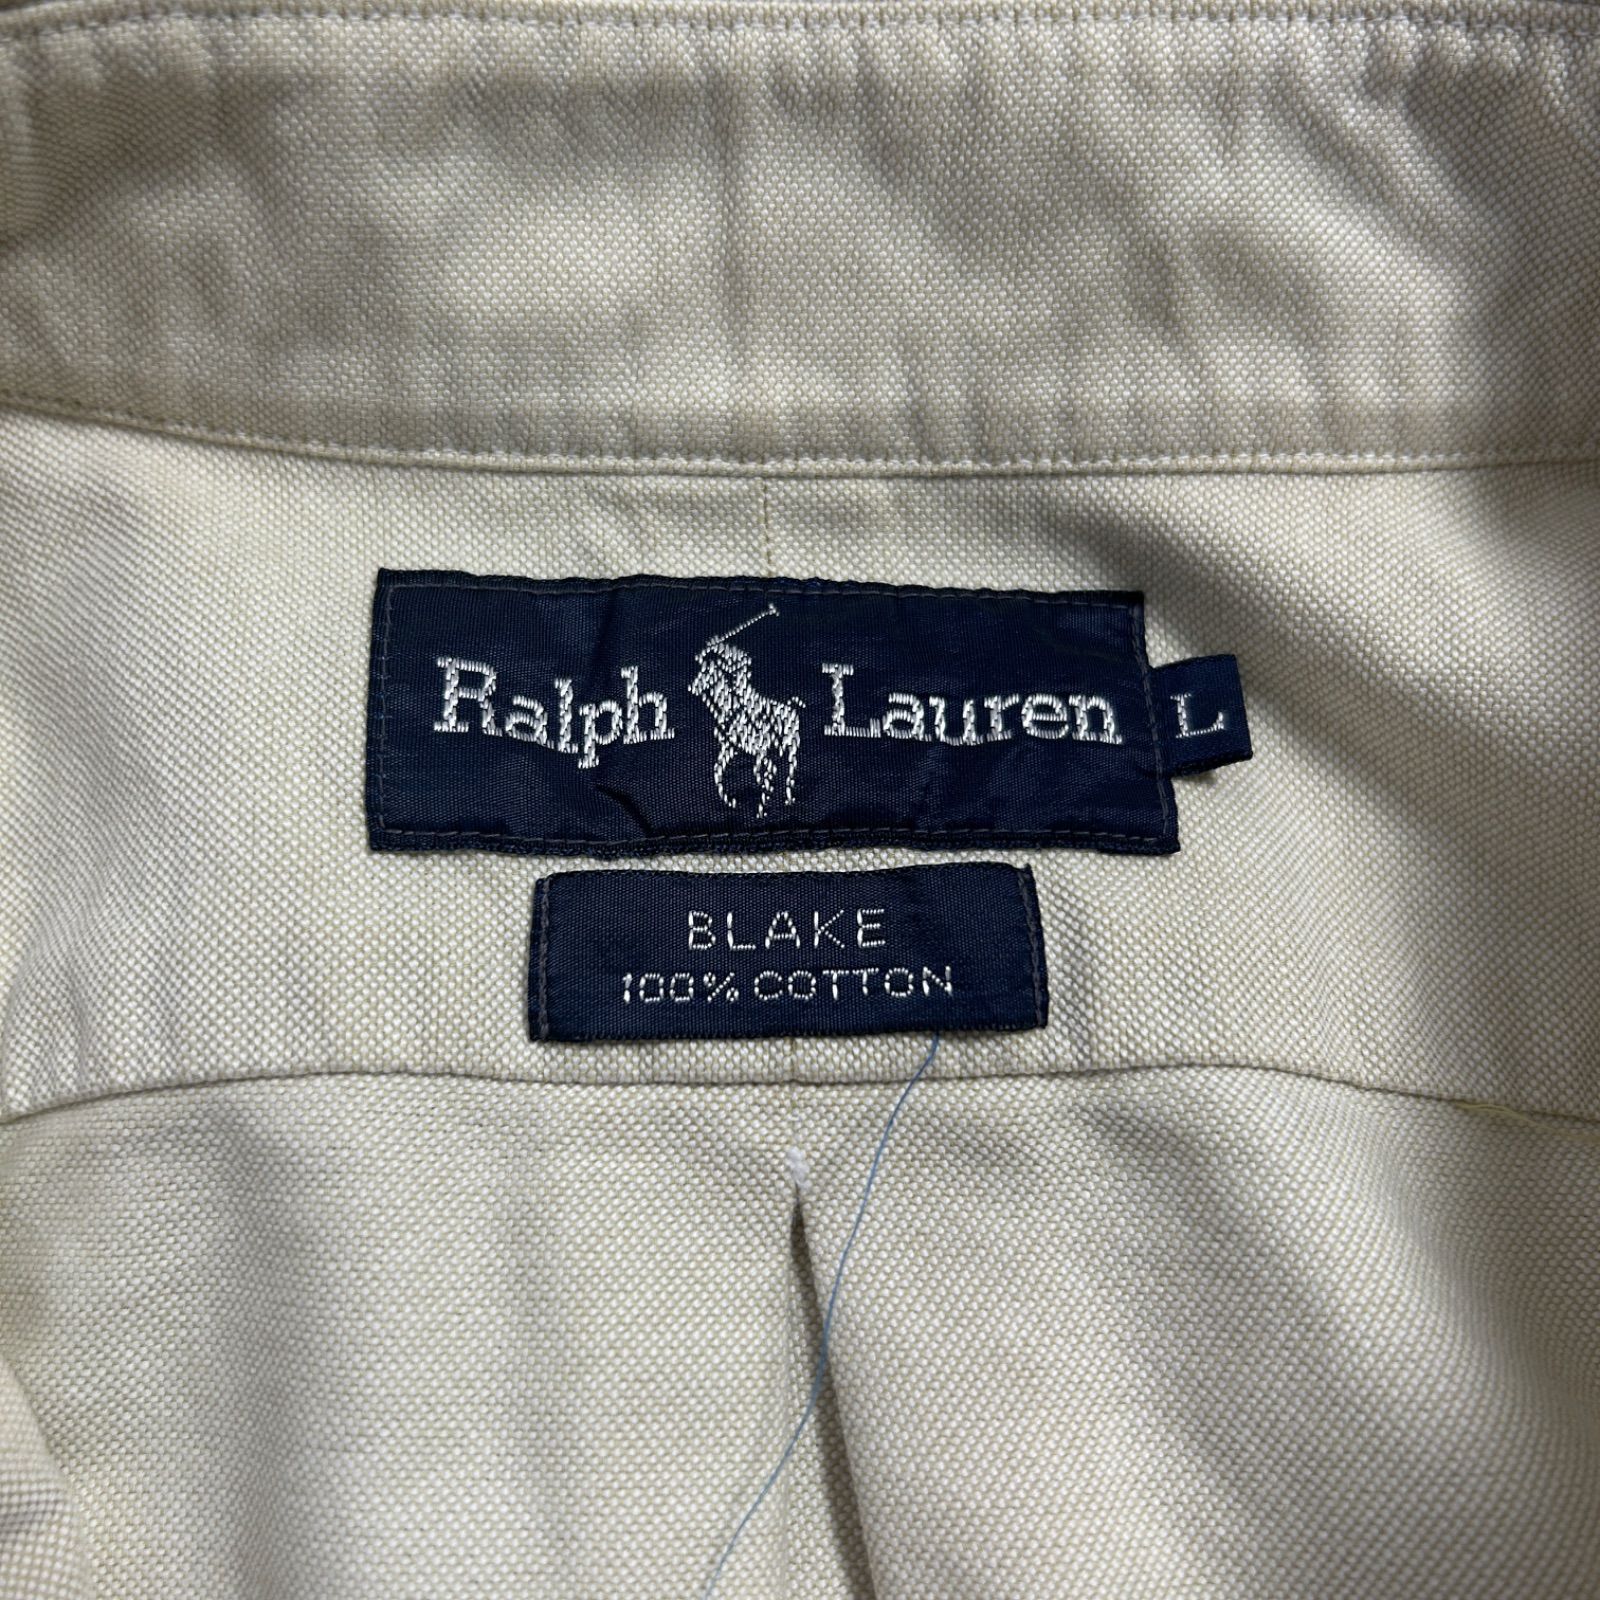 Ralph Lauren L
BLAKE
100% COTTON